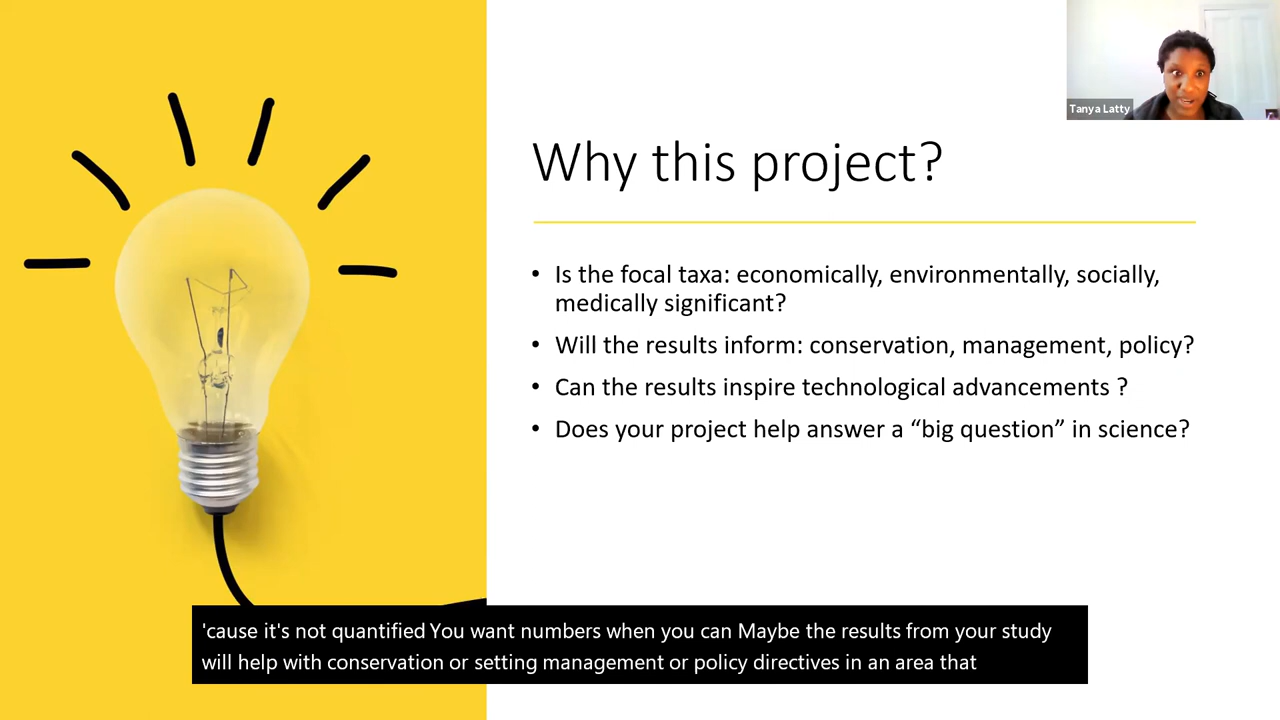 Tanya Latty
Why this project?
• Is the focal taxa: economically, environmentally, socially,
medically significant?
• Will the results inform: conservation, management, policy?
• Can the results inspire technological advancements ?
• Does your project help answer a “big question” in science?
'cause it's not quantified You want numbers when you can Maybe the results from your study
will help with conservation or setting management or policy directives in an area that